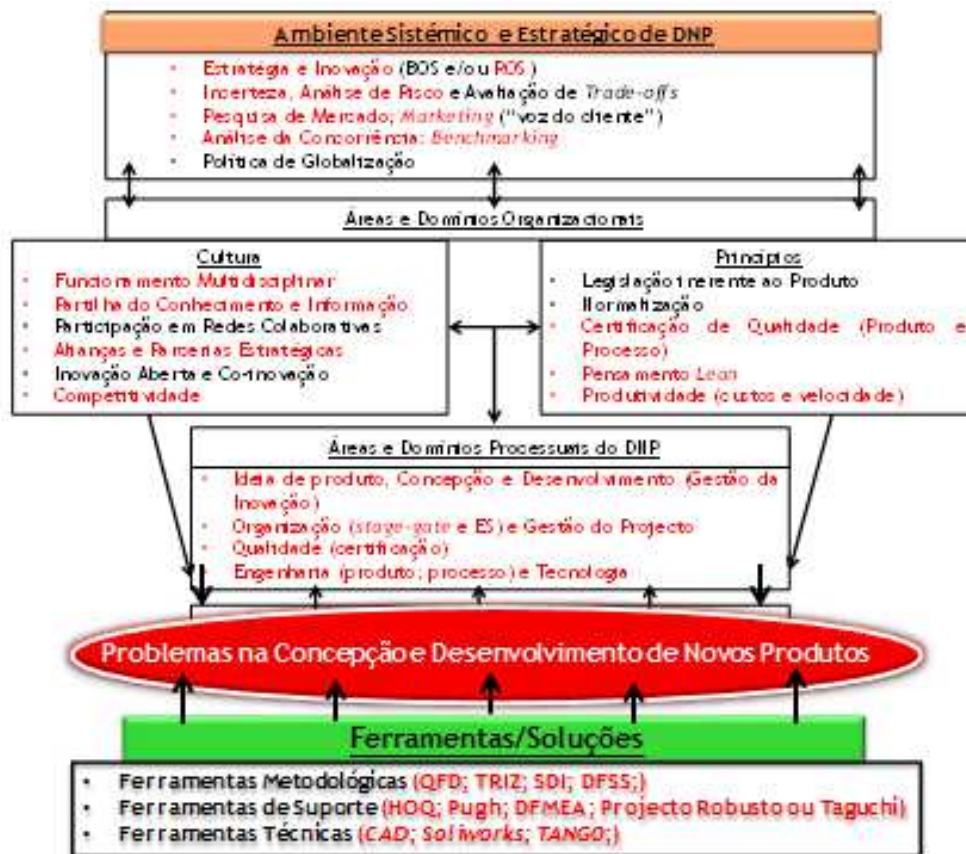 Ambiente Sistémico e Estratégico de DNP
• Estratégia e Inovação (BOS e/ou ROS)
• Incerteza, Análise de Risco e Avaliação de Trade-offs
• Pesquisa de Mercado; Marketing ("voz do cliente")
• Análise da Concorrência: Benchmarking
• Política de Globalização
Áreas e Domínios Organizacionais
Cultura
• Funcionamento Multidisciplinar
• Partilha do Conhecimento e Informação
• Participação em Redes Colaborativas
• Alianças e Parcerias Estratégicas
• Inovação Aberta e Co-inovação
• Competitividade
Princípios
• Legislação inerente ao Produto
• Normalização
• Certificação de Qualidade (Produto e
Processo)
• Pensamento Lean
• Produtividade (custos e velocidade)
Áreas e Domínios Processuais do DNP
• Ideia de produto, Concepção e Desenvolvimento (Gestão da
Inovação)
• Organização (stage-gate e ES) e Gestão do Projecto
• Qualidade (certificação)
• Engenharia (produto; processo) e Tecnologia
Problemas na Concepção e Desenvolvimento de Novos Produtos
Ferramentas/Soluções
• Ferramentas Metodológicas (QFD; TRIZ; SDI; DFSS;)
• Ferramentas de Suporte (HOQ; Pugh; DFMEA; Projecto Robusto ou Taguchi)
• Ferramentas Técnicas (CAD; Soliworks; TANGO;)